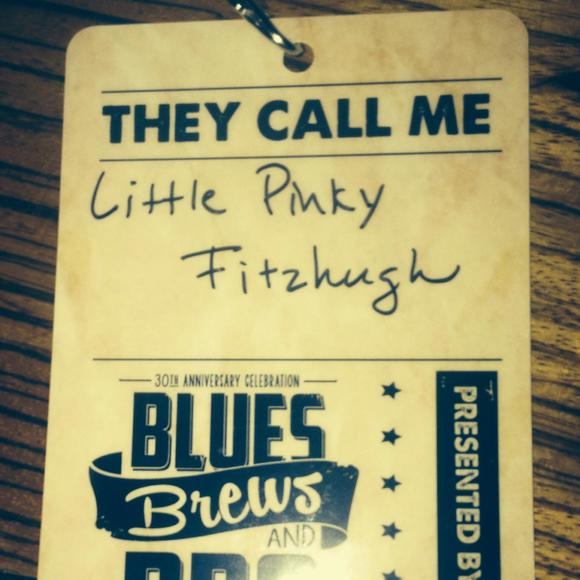 THEY CALL ME
Little Pinky
Fitzhugh
30TH ANNIVERSARY CELEBRATION
BLUES
Brews
AND
PRESENTED BY